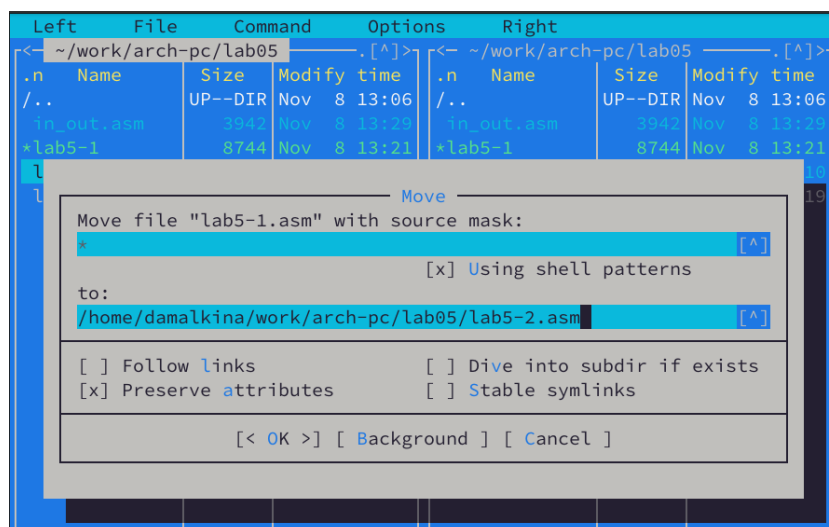 Left File Command Options Right
<— ~/work/arch-pc/lab05 .[^]> <— ~/work/arch-pc/lab05 .[^]>
.n Name Size Modify time .n Name Size Modify time
/.. UP--DIR Nov 8 13:06 /.. UP--DIR Nov 8 13:06
in_out.asm 3942 Nov 8 13:29 in_out.asm 3942 Nov 8 13:29
*lab5-1 8744 Nov 8 13:21 *lab5-1 8744 Nov 8 13:21
l 10
l 19
Move
Move file "lab5-1.asm" with source mask:
* [^]
[x] Using shell patterns
to:
/home/damalkina/work/arch-pc/lab05/lab5-2.asm [^]
[ ] Follow links [ ] Dive into subdir if exists
[x] Preserve attributes [ ] Stable symlinks
[< OK >] [ Background ] [ Cancel ]